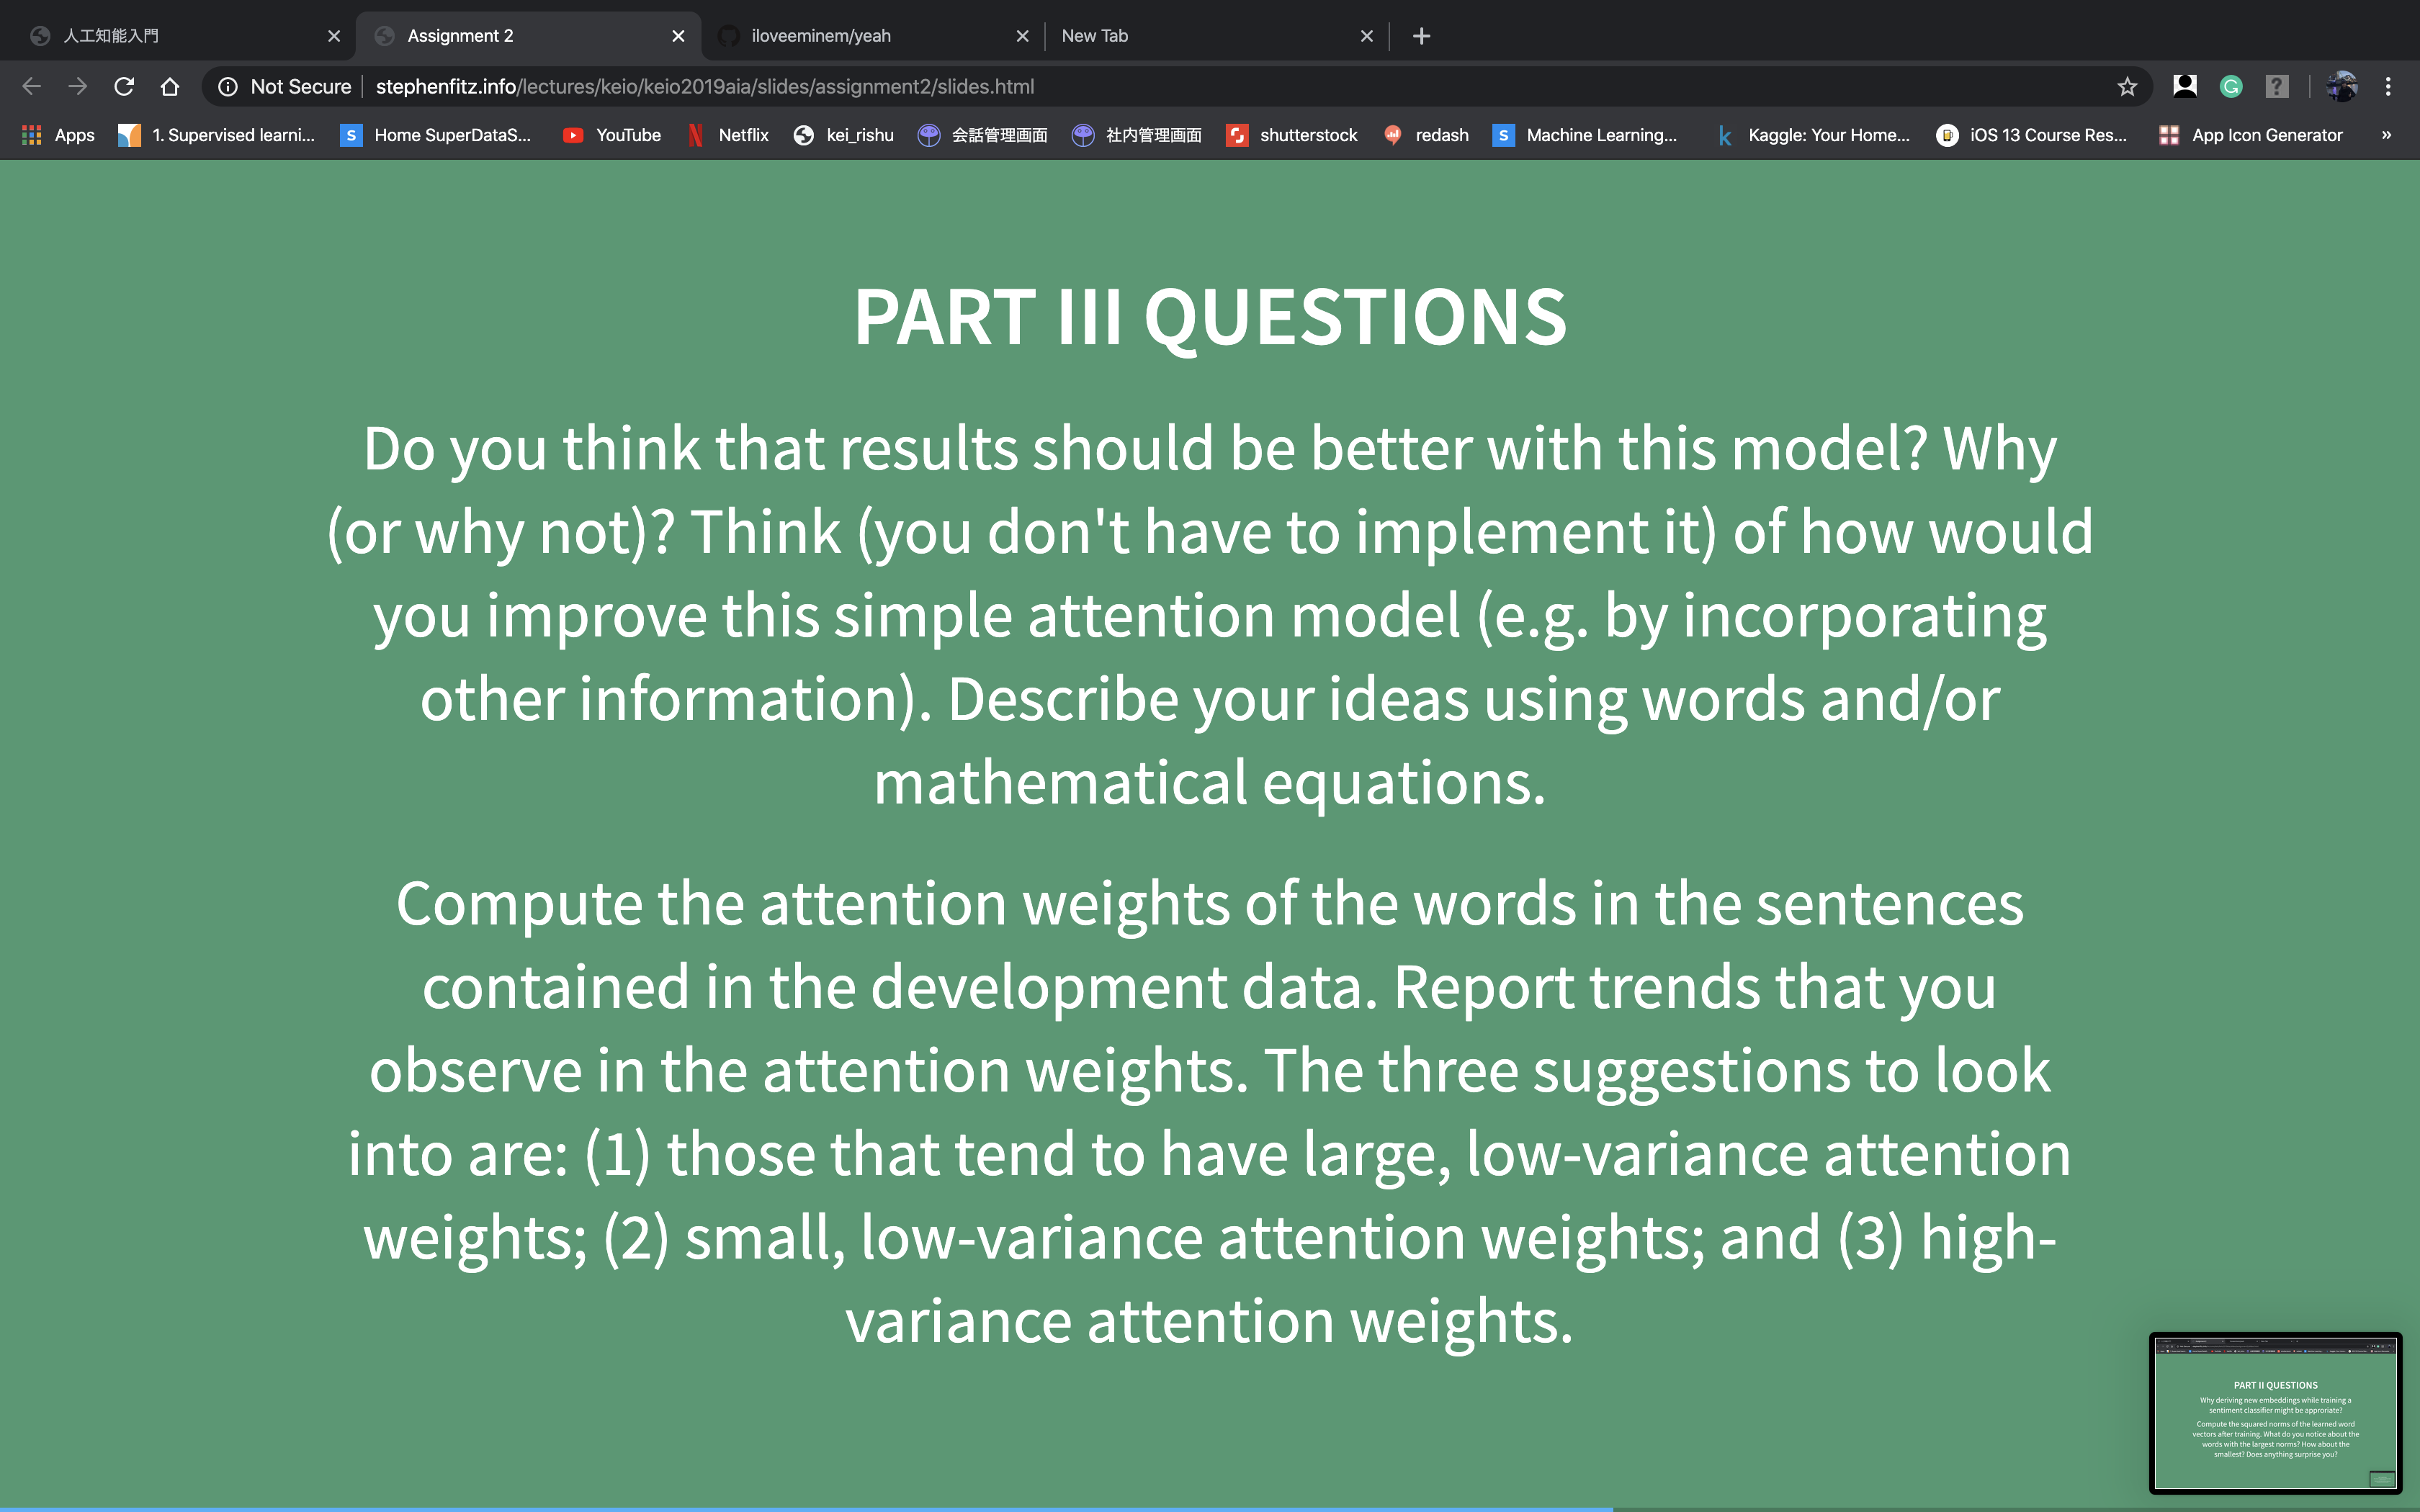 人工知能入門
Assignment 2
iloveeminem/yeah
New Tab
Not Secure
stephenfitz.info/lectures/keio/keio2019aia/slides/assignment2/slides.html
Apps
1. Supervised learni...
Home SuperDataS...
YouTube
Netflix
kei_rishu
会話管理画面
社内管理画面
shutterstock
redash
Machine Learning...
Kaggle: Your Home...
iOS 13 Course Res...
App Icon Generator
»
PART III QUESTIONS
Do you think that results should be better with this model? Why
(or why not)? Think (you don't have to implement it) of how would
you improve this simple attention model (e.g. by incorporating
other information). Describe your ideas using words and/or
mathematical equations.
Compute the attention weights of the words in the sentences
contained in the development data. Report trends that you
observe in the attention weights. The three suggestions to look
into are: (1) those that tend to have large, low-variance attention
weights; (2) small, low-variance attention weights; and (3) high-
variance attention weights.
PART II QUESTIONS
Why deriving new embeddings while training a
sentiment classifier might be approriate?
Compute the squared norms of the learned word
vectors after training. What do you notice about the
words with the largest norms? How about the
smallest? Does anything surprise you?